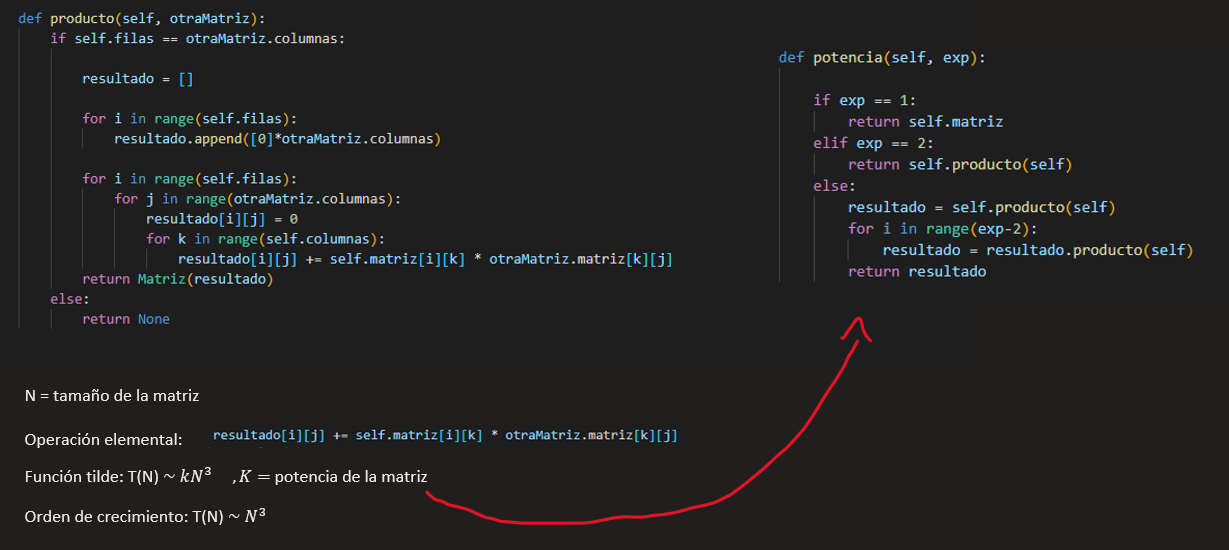 def producto(self, otraMatriz):
    if self.filas == otraMatriz.columnas:
        resultado = []
        for i in range(self.filas):
            resultado.append([0]*otraMatriz.columnas)
        for i in range(self.filas):
            for j in range(otraMatriz.columnas):
                resultado[i][j] = 0
                for k in range(self.columnas):
                    resultado[i][j] += self.matriz[i][k] * otraMatriz.matriz[k][j]
        return Matriz(resultado)
    else:
        return None
def potencia(self, exp):
    if exp == 1:
        return self.matriz
    elif exp == 2:
        return self.producto(self)
    else:
        resultado = self.producto(self)
        for i in range(exp-2):
            resultado = resultado.producto(self)
        return resultado
N = tamaño de la matriz
Operación elemental: resultado[i][j] += self.matriz[i][k] * otraMatriz.matriz[k][j]
Función tilde: T(N) ~ kN³ , K = potencia de la matriz
Orden de crecimiento: T(N) ~ N³